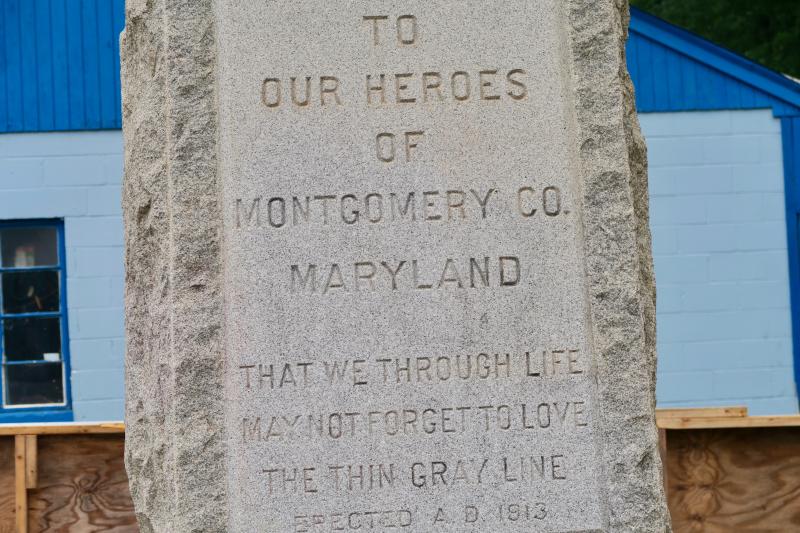 TO
OUR HEROES
OF
MONTGOMERY CO.
MARYLAND
THAT WE THROUGH LIFE
MAY NOT FORGET TO LOVE
THE THIN GRAY LINE
ERECTED A.D. 1913